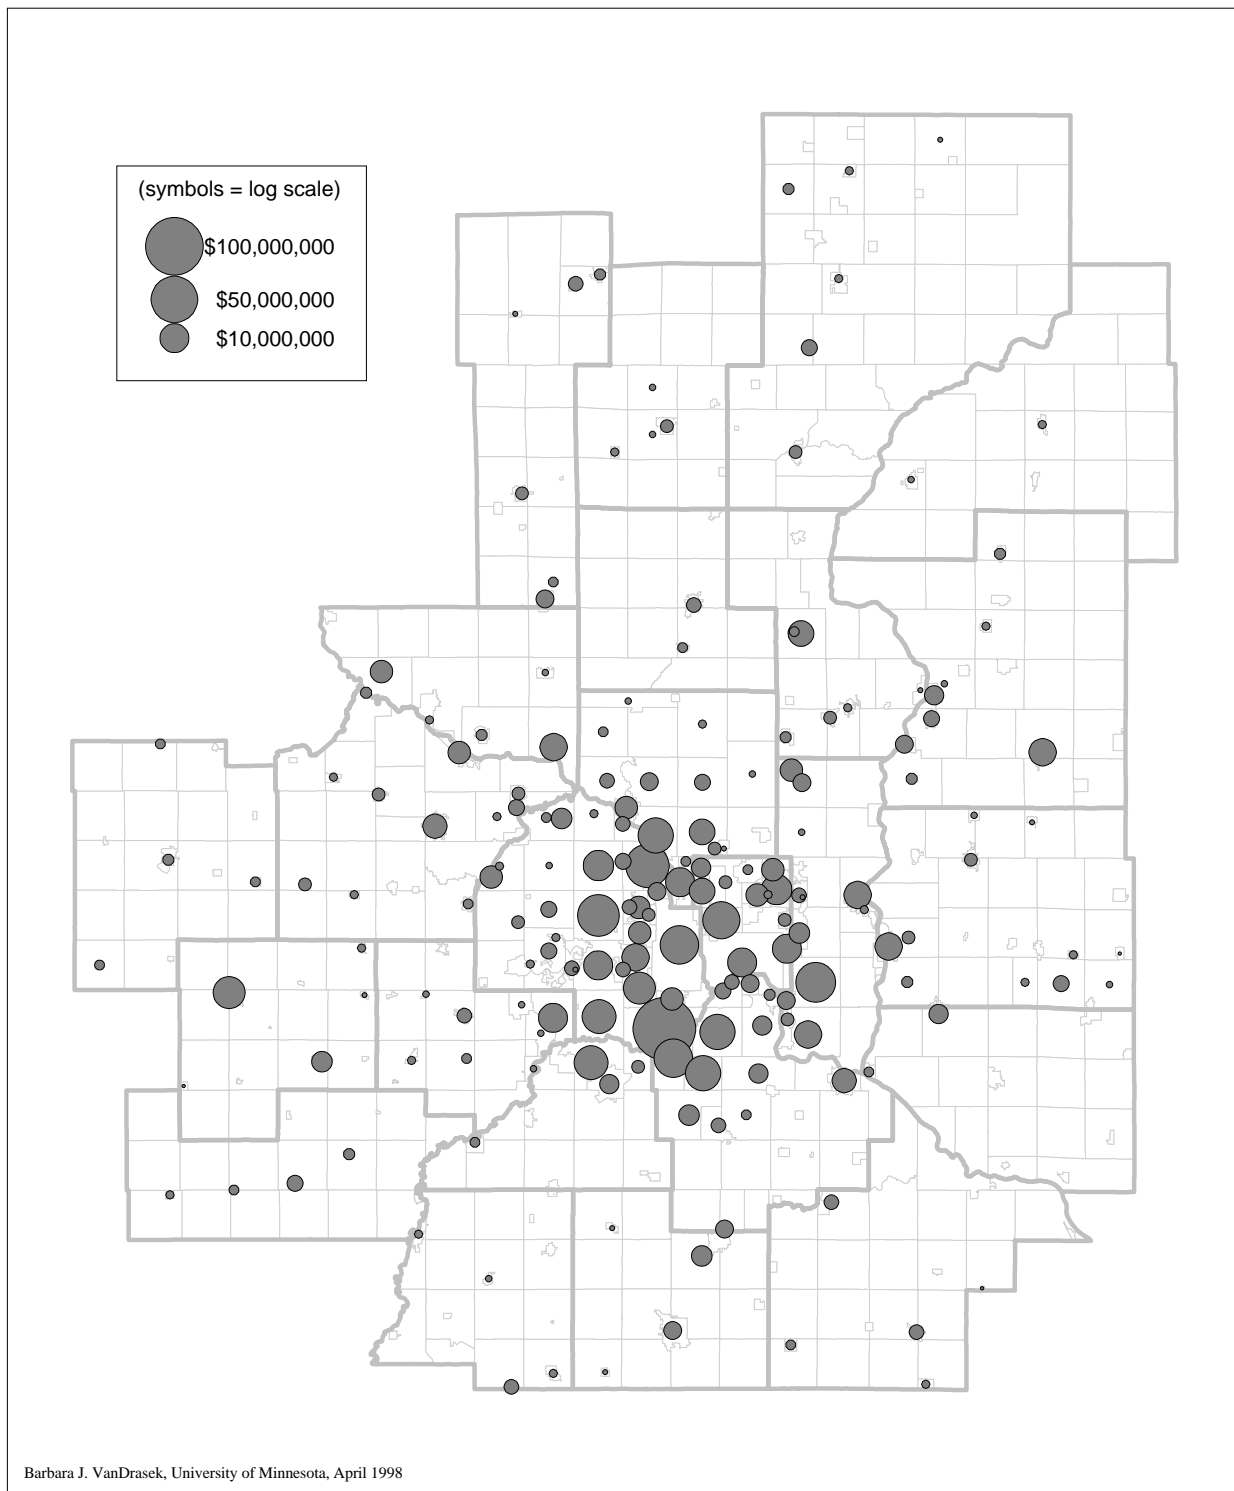 (symbols = log scale)
$100,000,000
$50,000,000
$10,000,000
Barbara J. VanDrasek, University of Minnesota, April 1998